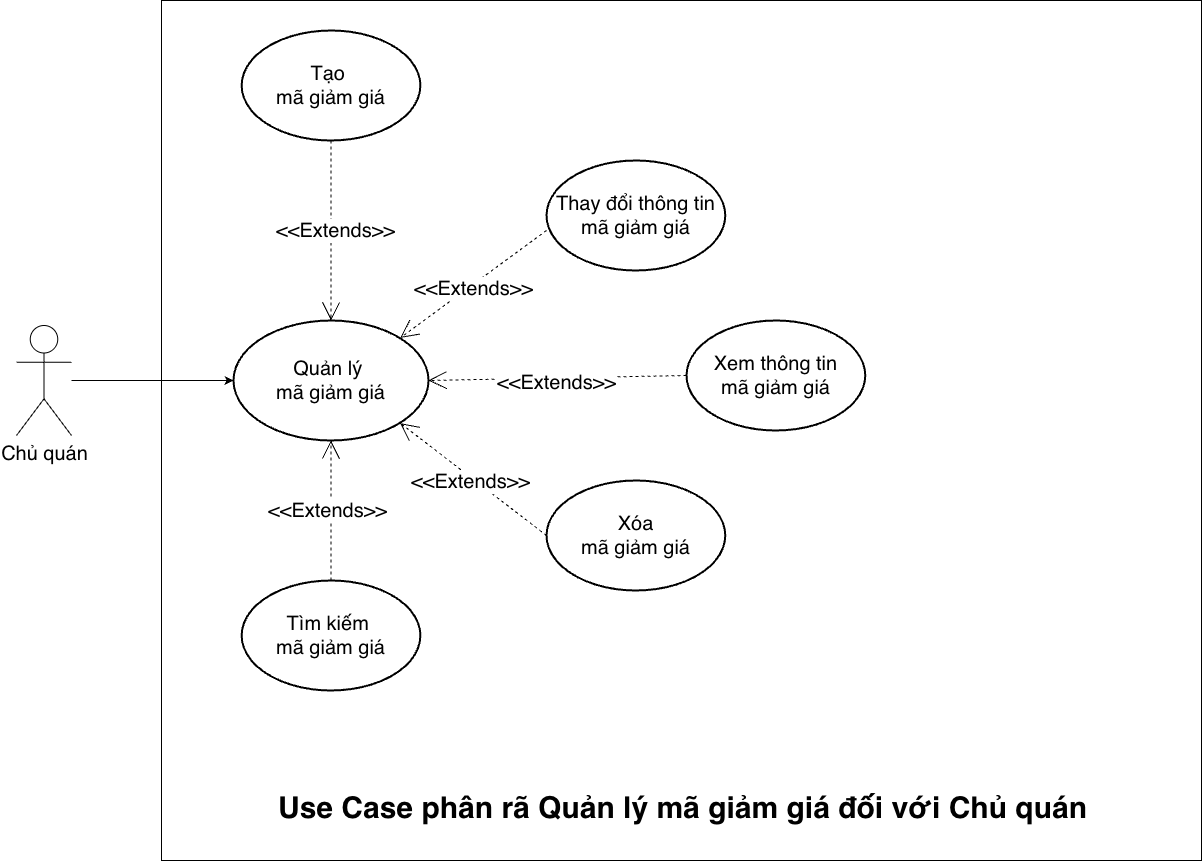 Tạo
mã giảm giá
Thay đổi thông tin
mã giảm giá
<<Extends>>
<<Extends>>
Quản lý
mã giảm giá
Xem thông tin
mã giảm giá
<<Extends>>
Chủ quán
<<Extends>>
<<Extends>>
Xóa
mã giảm giá
Tìm kiếm
mã giảm giá
Use Case phân rã Quản lý mã giảm giá đối với Chủ quán